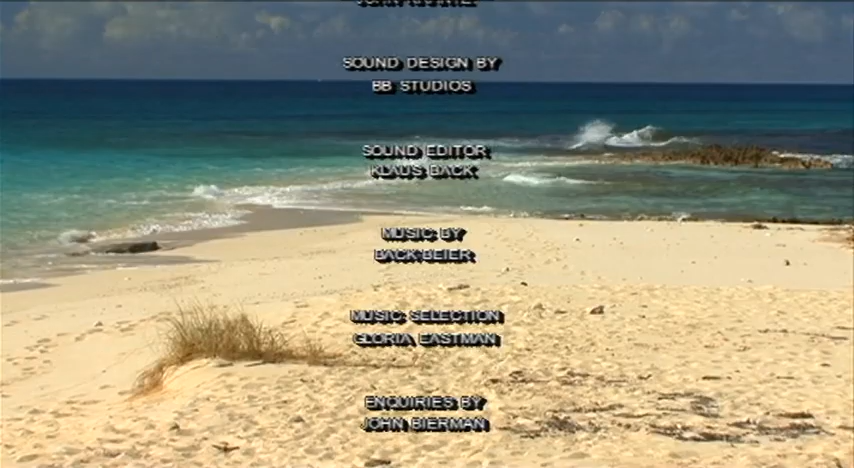 SOUND DESIGN BY
BB STUDIOS
SOUND EDITOR
KLAUS BACK
MUSIC BY
BACK-BEIER
MUSIC SELECTION
GLORIA EASTMAN
ENQUIRIES BY
JOHN BIERMAN